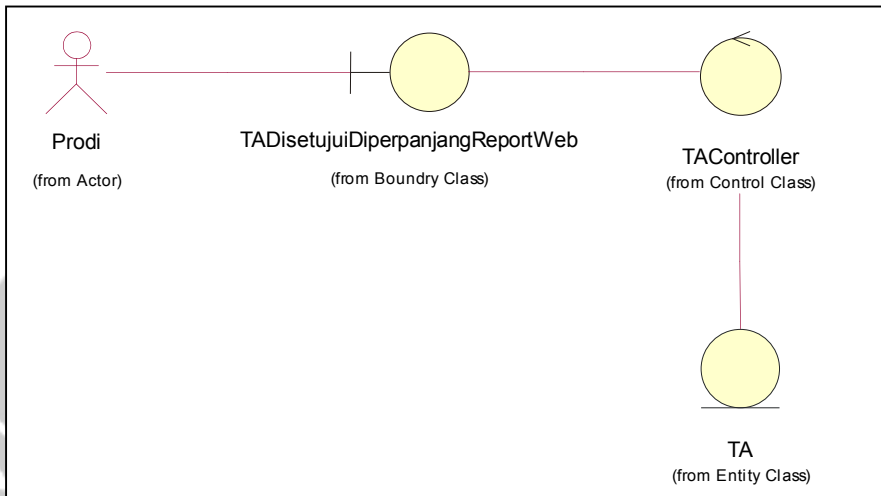 Prodi
(from Actor)
TADisetujuiDiperpanjangReportWeb
(from Boundry Class)
TAController
(from Control Class)
TA
(from Entity Class)